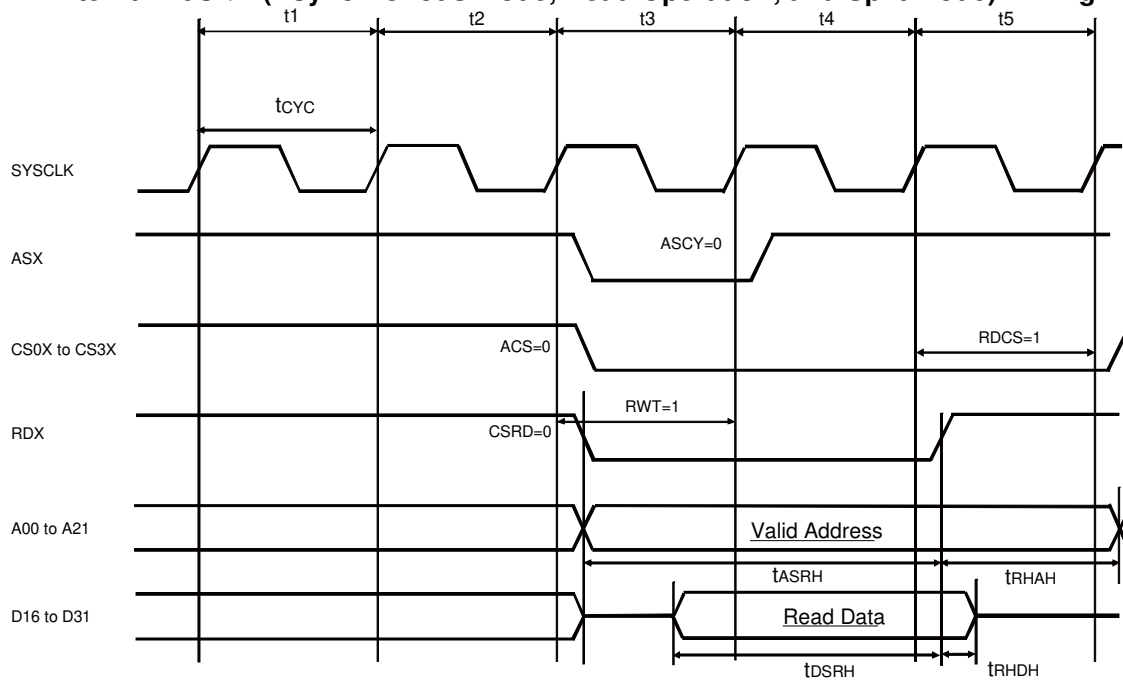 t1 t2 t3 t4 t5
tCYC
SYSCLK
ASX
ASCY=0
CS0X to CS3X
ACS=0
RDCS=1
RDX
CSRD=0
RWT=1
A00 to A21
Valid Address
tASRH
tRHAH
D16 to D31
Read Data
tDSRH
tRHDH